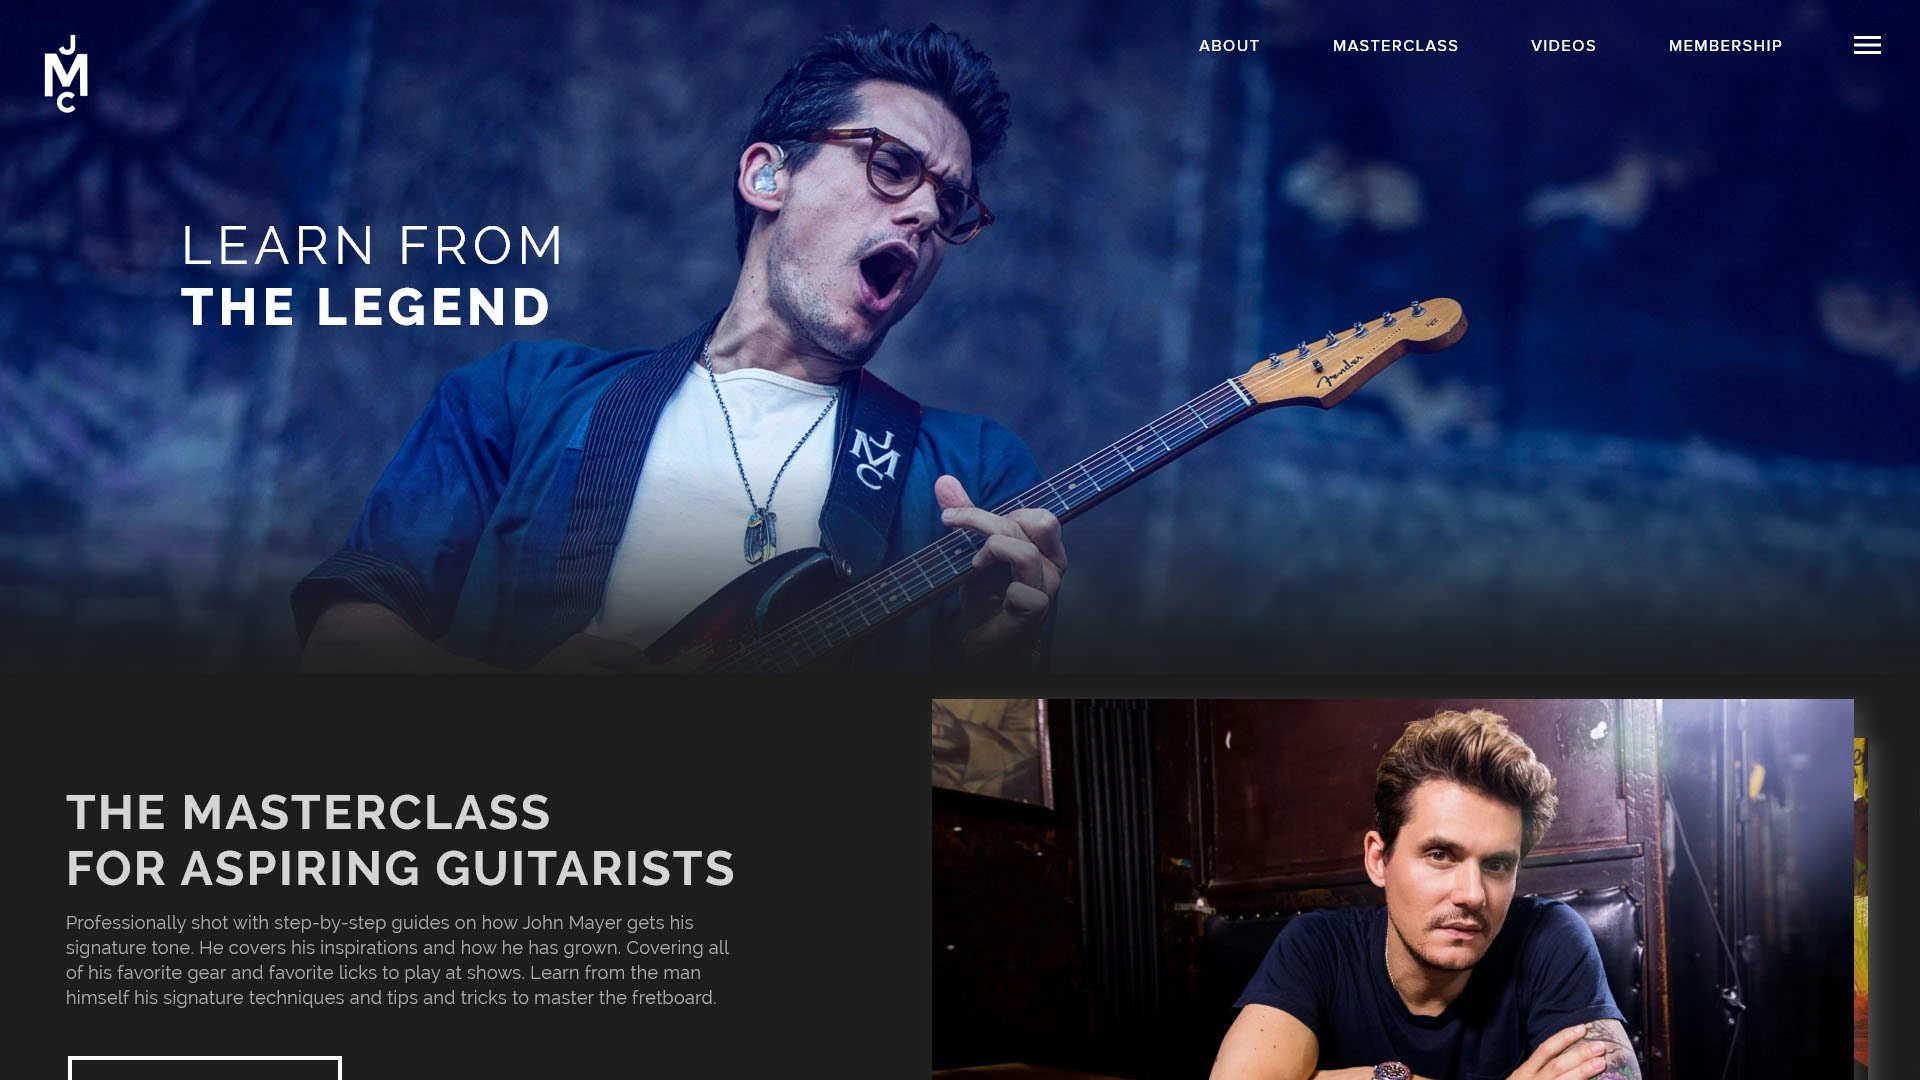 J
M
C
ABOUT MASTERCLASS VIDEOS MEMBERSHIP
LEARN FROM
THE LEGEND
Fender
J
M
C
THE MASTERCLASS
FOR ASPIRING GUITARISTS
Professionally shot with step-by-step guides on how John Mayer gets his
signature tone. He covers his inspirations and how he has grown. Covering all
of his favorite gear and favorite licks to play at shows. Learn from the man
himself his signature techniques and tips and tricks to master the fretboard.